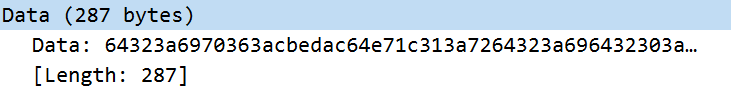 Data (287 bytes)
Data: 64323a6970363acbedac64e71c313a7264323a696432303a…
[Length: 287]